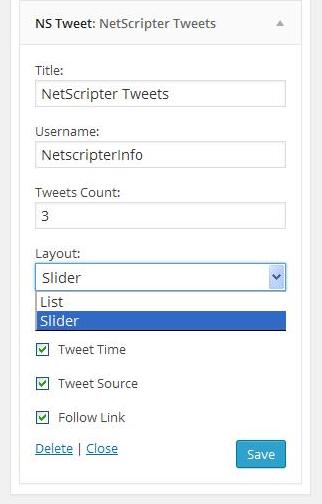 NS Tweet: NetScripter Tweets
Title:
NetScripter Tweets
Username:
NetscripterInfo
Tweets Count:
3
Layout:
Slider
List
Slider
Tweet Time
Tweet Source
Follow Link
Delete | Close
Save